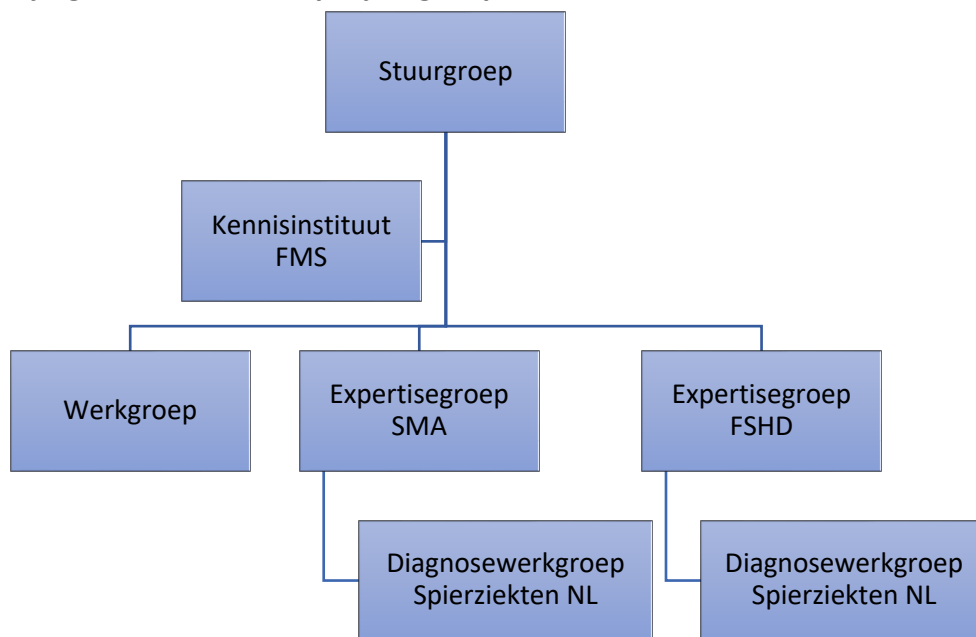 Stuurgroep
Kennisinstituut
FMS
Werkgroep
Expertisegroep
SMA
Expertisegroep
FSHD
Diagnosewerkgroep
Spierziekten NL
Diagnosewerkgroep
Spierziekten NL